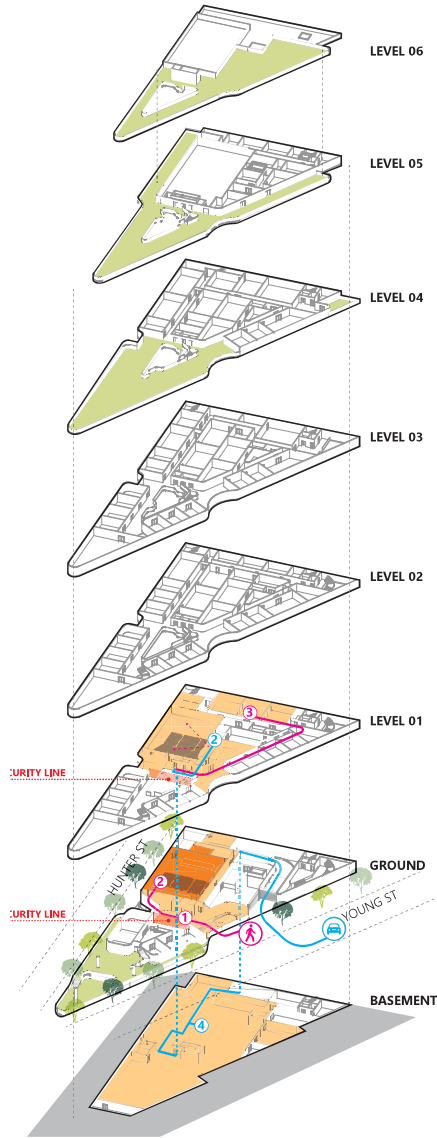 LEVEL 06
LEVEL 05
LEVEL 04
LEVEL 03
LEVEL 02
LEVEL 01
3
2
CURITY LINE
HUNTER ST
GROUND
2
1
CURITY LINE
YOUNG ST
BASEMENT
4